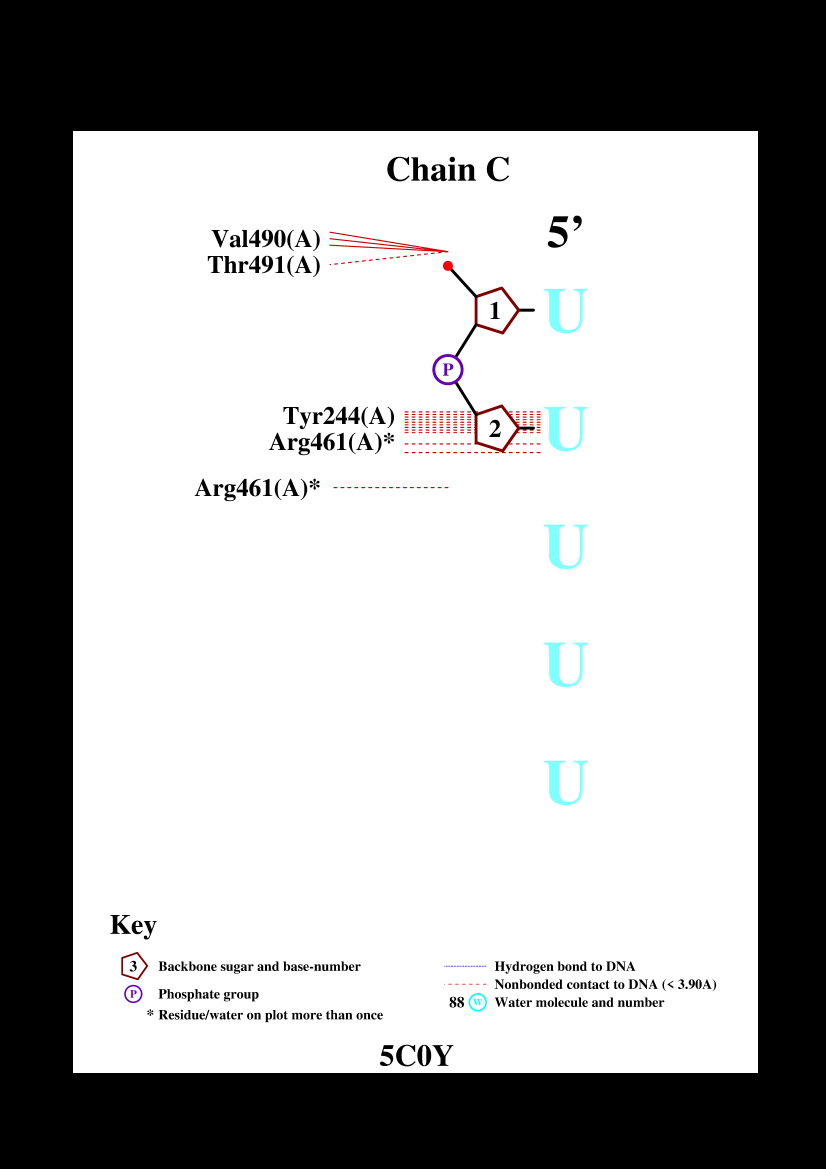 Chain C
5’
Val490(A)
Thr491(A)
1
U
P
Tyr244(A)
2
U
Arg461(A)*
Arg461(A)*
U
U
U
Key
3 Backbone sugar and base-number
P Phosphate group
* Residue/water on plot more than once
Hydrogen bond to DNA
Nonbonded contact to DNA (< 3.90A)
88 W Water molecule and number
5C0Y